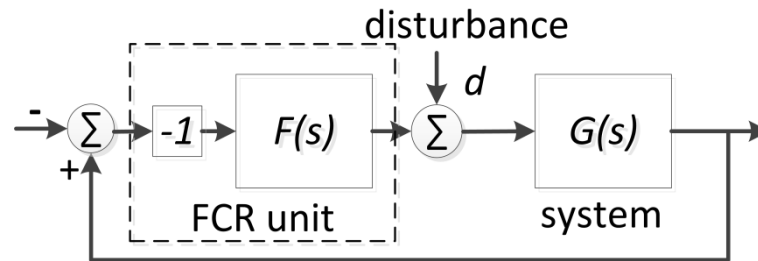 disturbance
d
-
Σ
-1
F(s)
Σ
G(s)
+
FCR unit
system